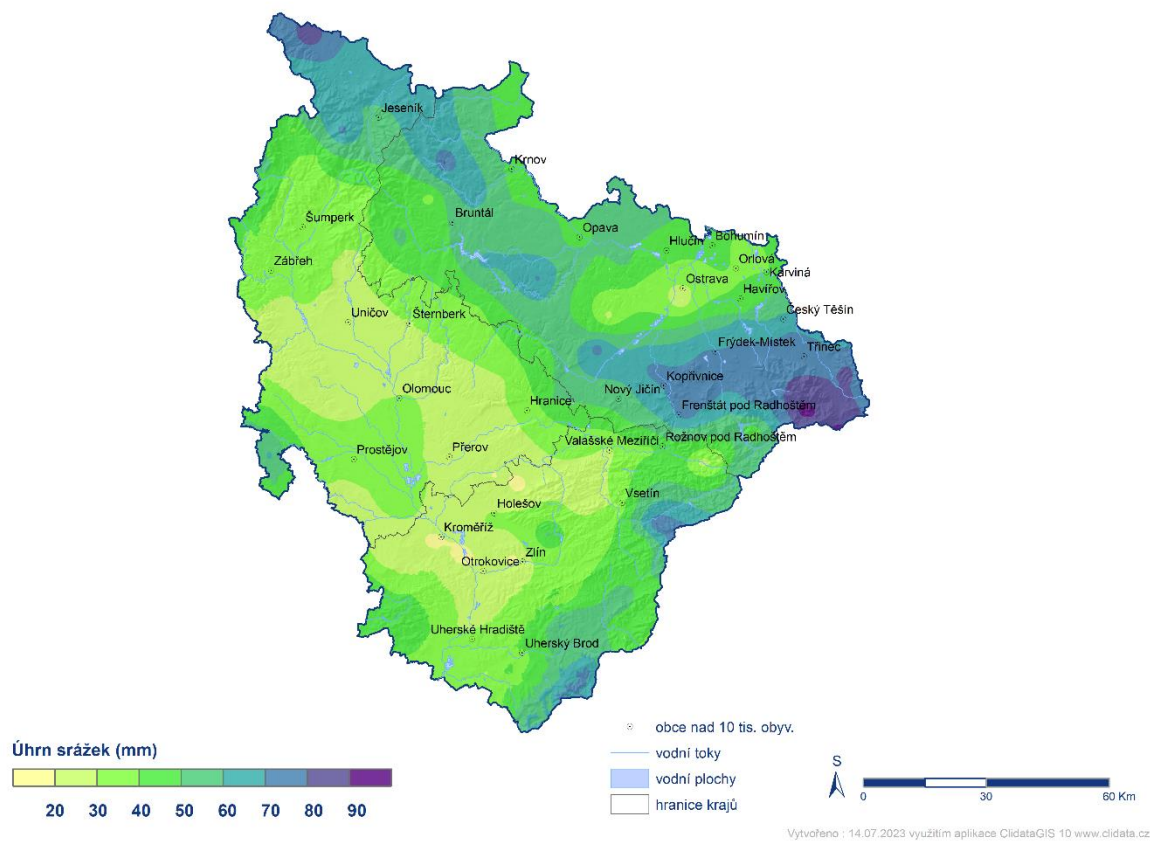 Jeseník
Krnov
Šumperk
Bruntál
Opava
Hlučín
Bohumín
Orlova
Zábřeh
Karviná
Ostrava
Havířov
Uničov
Šternberk
Český Těšín
Frýdek-Místek
Třinec
Kopřivnice
Olomouc
Nový Jičín
Hranice
Frenštát pod Radhoštěm
Valašské Meziříčí
Rožnov pod Radhoštěm
Prostějov
Přerov
Vsetín
Holešov
Kroměříž
Zlín
Otrokovice
Uherské Hradiště
Uherský Brod
Úhrn srážek (mm)
20 30 40 50 60 70 80 90
obce nad 10 tis. obyv.
vodní toky
vodní plochy
hranice krajů
S
0 30 60 Km
Vytvořeno : 14.07.2023 využitím aplikace ClidataGIS 10 www.clidata.cz